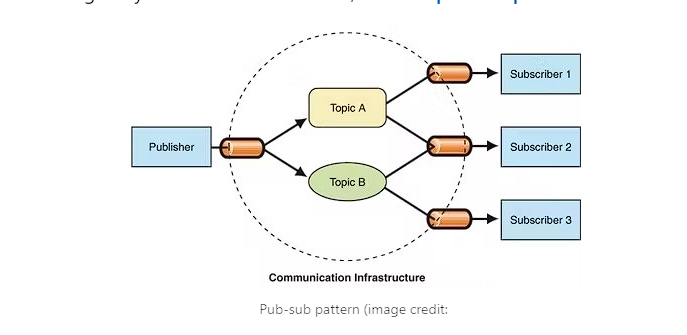 Topic A
Topic B
Publisher
Subscriber 1
Subscriber 2
Subscriber 3
Communication Infrastructure
Pub-sub pattern (image credit: